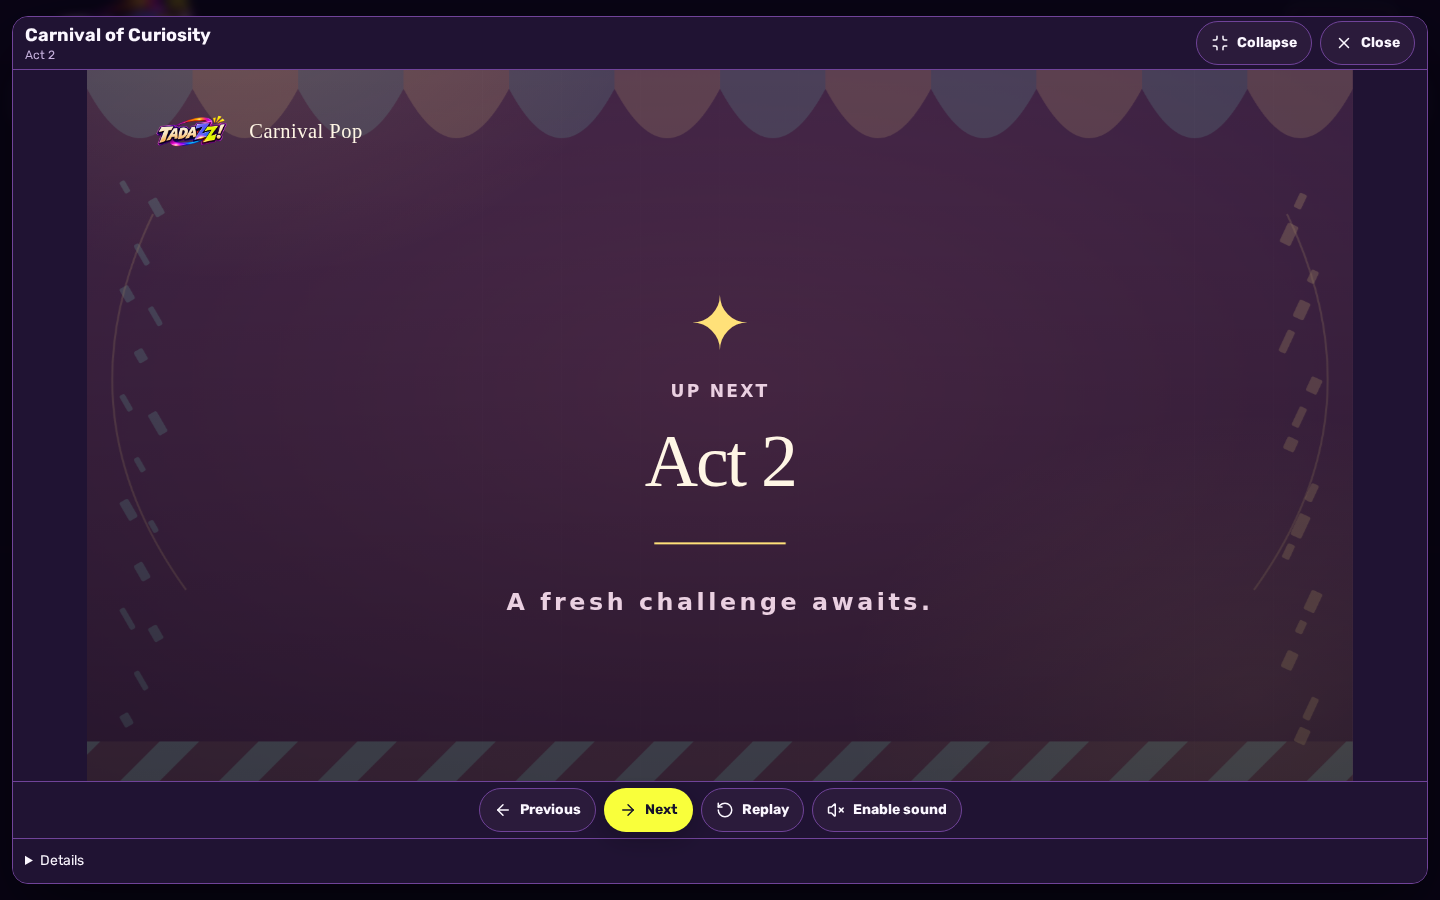 Carnival of Curiosity
Act 2
Collapse
Close
TADAZZ!
Carnival Pop
UP NEXT
Act 2
A fresh challenge awaits.
Previous
Next
Replay
Enable sound
Details